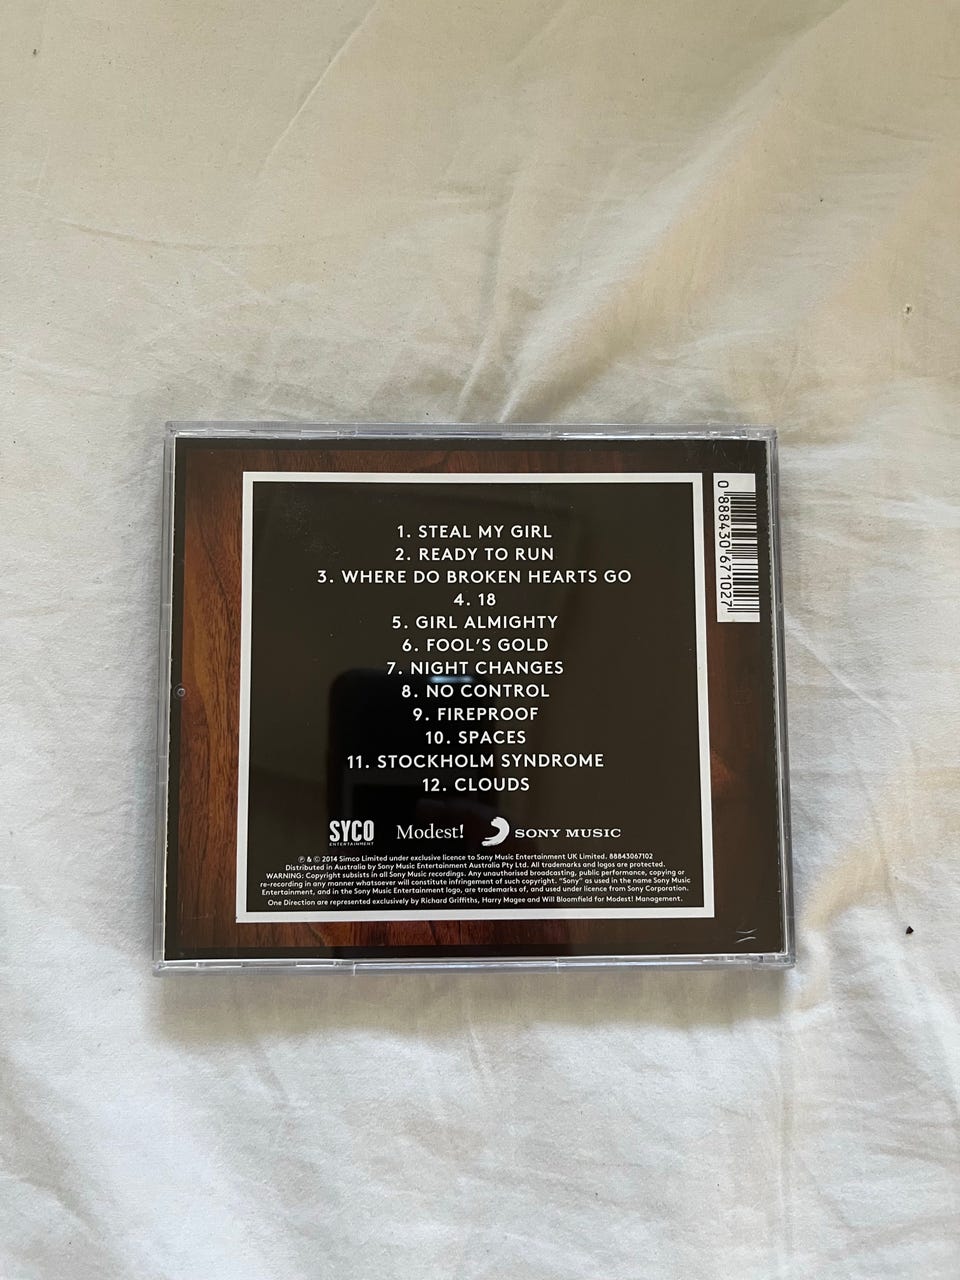 1. STEAL MY GIRL
2. READY TO RUN
3. WHERE DO BROKEN HEARTS GO
4. 18
5. GIRL ALMIGHTY
6. FOOL'S GOLD
7. NIGHT CHANGES
8. NO CONTROL
9. FIREPROOF
10. SPACES
11. STOCKHOLM SYNDROME
12. CLOUDS
SYCO
ENTERTAINMENT
Modest!
SONY MUSIC
℗ & © 2014 Simco Limited under exclusive licence to Sony Music Entertainment UK Limited. 88843067102
Distributed in Australia by Sony Music Entertainment Australia Pty Ltd. All trademarks and logos are protected.
WARNING: Copyright subsists in all Sony Music recordings. Any unauthorised broadcasting, public performance, copying or
re-recording in any manner whatsoever will constitute infringement of such copyright. "Sony" as used in the name Sony Music
Entertainment, and in the Sony Music Entertainment logo, are trademarks of, and used under licence from Sony Corporation.
One Direction are represented exclusively by Richard Griffiths, Harry Magee and Will Bloomfield for Modest! Management.
0 888430 671027